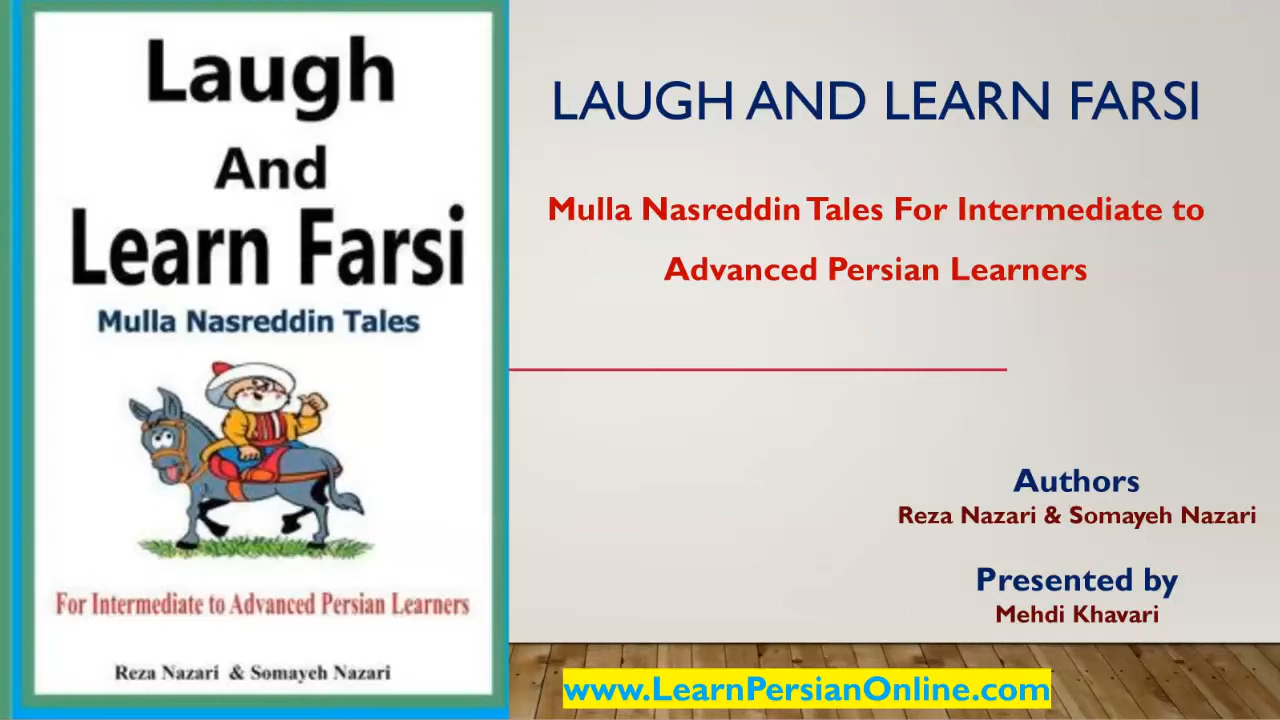 Laugh
And
Learn Farsi
Mulla Nasreddin Tales
For Intermediate to Advanced Persian Learners
Reza Nazari & Somayeh Nazari
LAUGH AND LEARN FARSI
Mulla Nasreddin Tales For Intermediate to
Advanced Persian Learners
Authors
Reza Nazari & Somayeh Nazari
Presented by
Mehdi Khavari
www.LearnPersianOnline.com